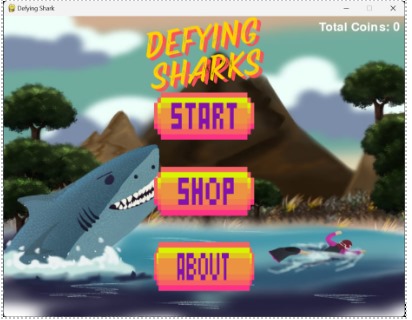 Defying Shark
Total Coins: 0
DEFYING
SHARKS
START
SHOP
ABOUT